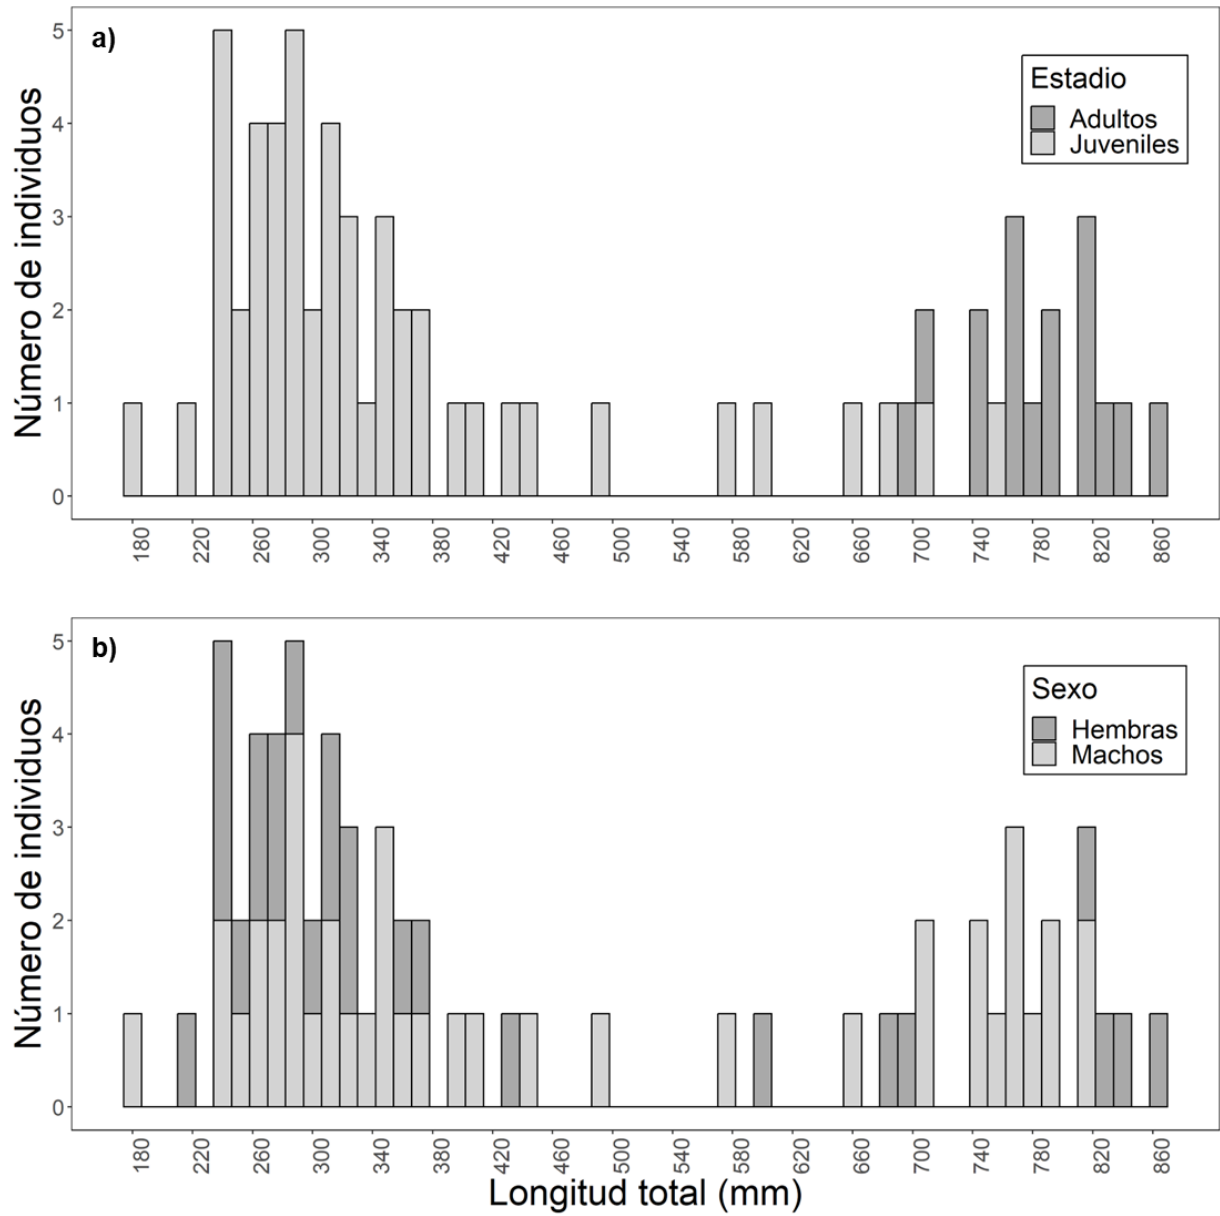 a)
Número de individuos
5
4
3
2
1
0
Estadio
Adultos
Juveniles
180 220 260 300 340 380 420 460 500 540 580 620 660 700 740 780 820 860
b)
Número de individuos
5
4
3
2
1
0
Sexo
Hembras
Machos
180 220 260 300 340 380 420 460 500 540 580 620 660 700 740 780 820 860
Longitud total (mm)